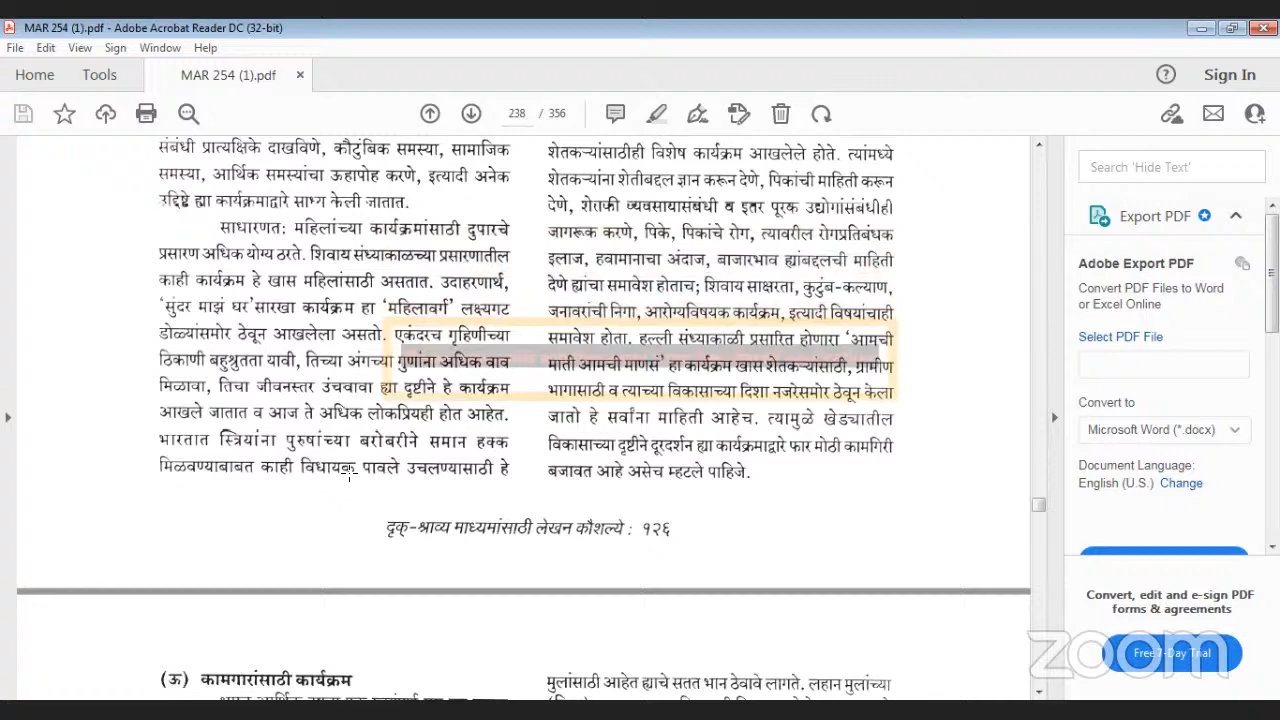 MAR 254 (1).pdf - Adobe Acrobat Reader DC (32-bit)
File Edit View Sign Window Help
Home Tools MAR 254 (1).pdf × Sign In
238 / 356
संबंधी प्रात्यक्षिके दाखविणे, कौटुंबिक समस्या, सामाजिक
समस्या, आर्थिक समस्यांचा ऊहापोह करणे, इत्यादी अनेक
उद्दिष्टे ह्या कार्यक्रमाद्वारे साध्य केली जातात.
साधारणत: महिलांच्या कार्यक्रमांसाठी दुपारचे
प्रसारण अधिक योग्य ठरते. शिवाय संध्याकाळच्या प्रसारणातील
काही कार्यक्रम हे खास महिलांसाठी असतात. उदाहरणार्थ,
‘सुंदर माझं घर’सारखा कार्यक्रम हा ‘महिलावर्ग’ लक्ष्यगट
डोळ्यांसमोर ठेवून आखलेला असतो. एकंदरच गृहिणीच्या
ठिकाणी बहुश्रुतता यावी, तिच्या अंगच्या गुणांना अधिक वाव
मिळावा, तिचा जीवनस्तर उंचवावा ह्या दृष्टीने हे कार्यक्रम
आखले जातात व आज ते अधिक लोकप्रियही होत आहेत.
भारतात स्त्रियांना पुरुषांच्या बरोबरीने समान हक्क
मिळवण्याबाबत काही विधायक पावले उचलण्यासाठी हे
शेतकऱ्यांसाठीही विशेष कार्यक्रम आखलेले होते. त्यांमध्ये
शेतकऱ्यांना शेतीबद्दल ज्ञान करून देणे, पिकांची माहिती करून
देणे, शेतकी व्यवसायासंबंधी व इतर पूरक उद्योगांसंबंधीही
जागरूक करणे, पिके, पिकांचे रोग, त्यावरील रोगप्रतिबंधक
इलाज, हवामानाचा अंदाज, बाजारभाव ह्यांबद्दलची माहिती
देणे ह्यांचा समावेश होताच; शिवाय साक्षरता, कुटुंब-कल्याण,
जनावरांची निगा, आरोग्यविषयक कार्यक्रम, इत्यादी विषयांचाही
समावेश होता. हल्ली संध्याकाळी प्रसारित होणारा ‘आमची
माती आमची माणसं’ हा कार्यक्रम खास शेतकऱ्यांसाठी, ग्रामीण
भागासाठी व त्याच्या विकासाच्या दिशा नजरेसमोर ठेवून केला
जातो हे सर्वांना माहिती आहेच. त्यामुळे खेड्यातील
विकासाच्या दृष्टीने दूरदर्शन ह्या कार्यक्रमाद्वारे फार मोठी कामगिरी
बजावत आहे असेच म्हटले पाहिजे.
दृक्-श्राव्य माध्यमांसाठी लेखन कौशल्ये : १२६
(ऊ) कामगारांसाठी कार्यक्रम
मुलांसाठी आहेत ह्याचे सतत भान ठेवावे लागते. लहान मुलांच्या
Search 'Hide Text'
Export PDF
Adobe Export PDF
Convert PDF Files to Word
or Excel Online
Select PDF File
Convert to
Microsoft Word (*.docx)
Document Language:
English (U.S.) Change
Convert, edit and e-sign PDF
forms & agreements
Free 7-Day Trial
zoom